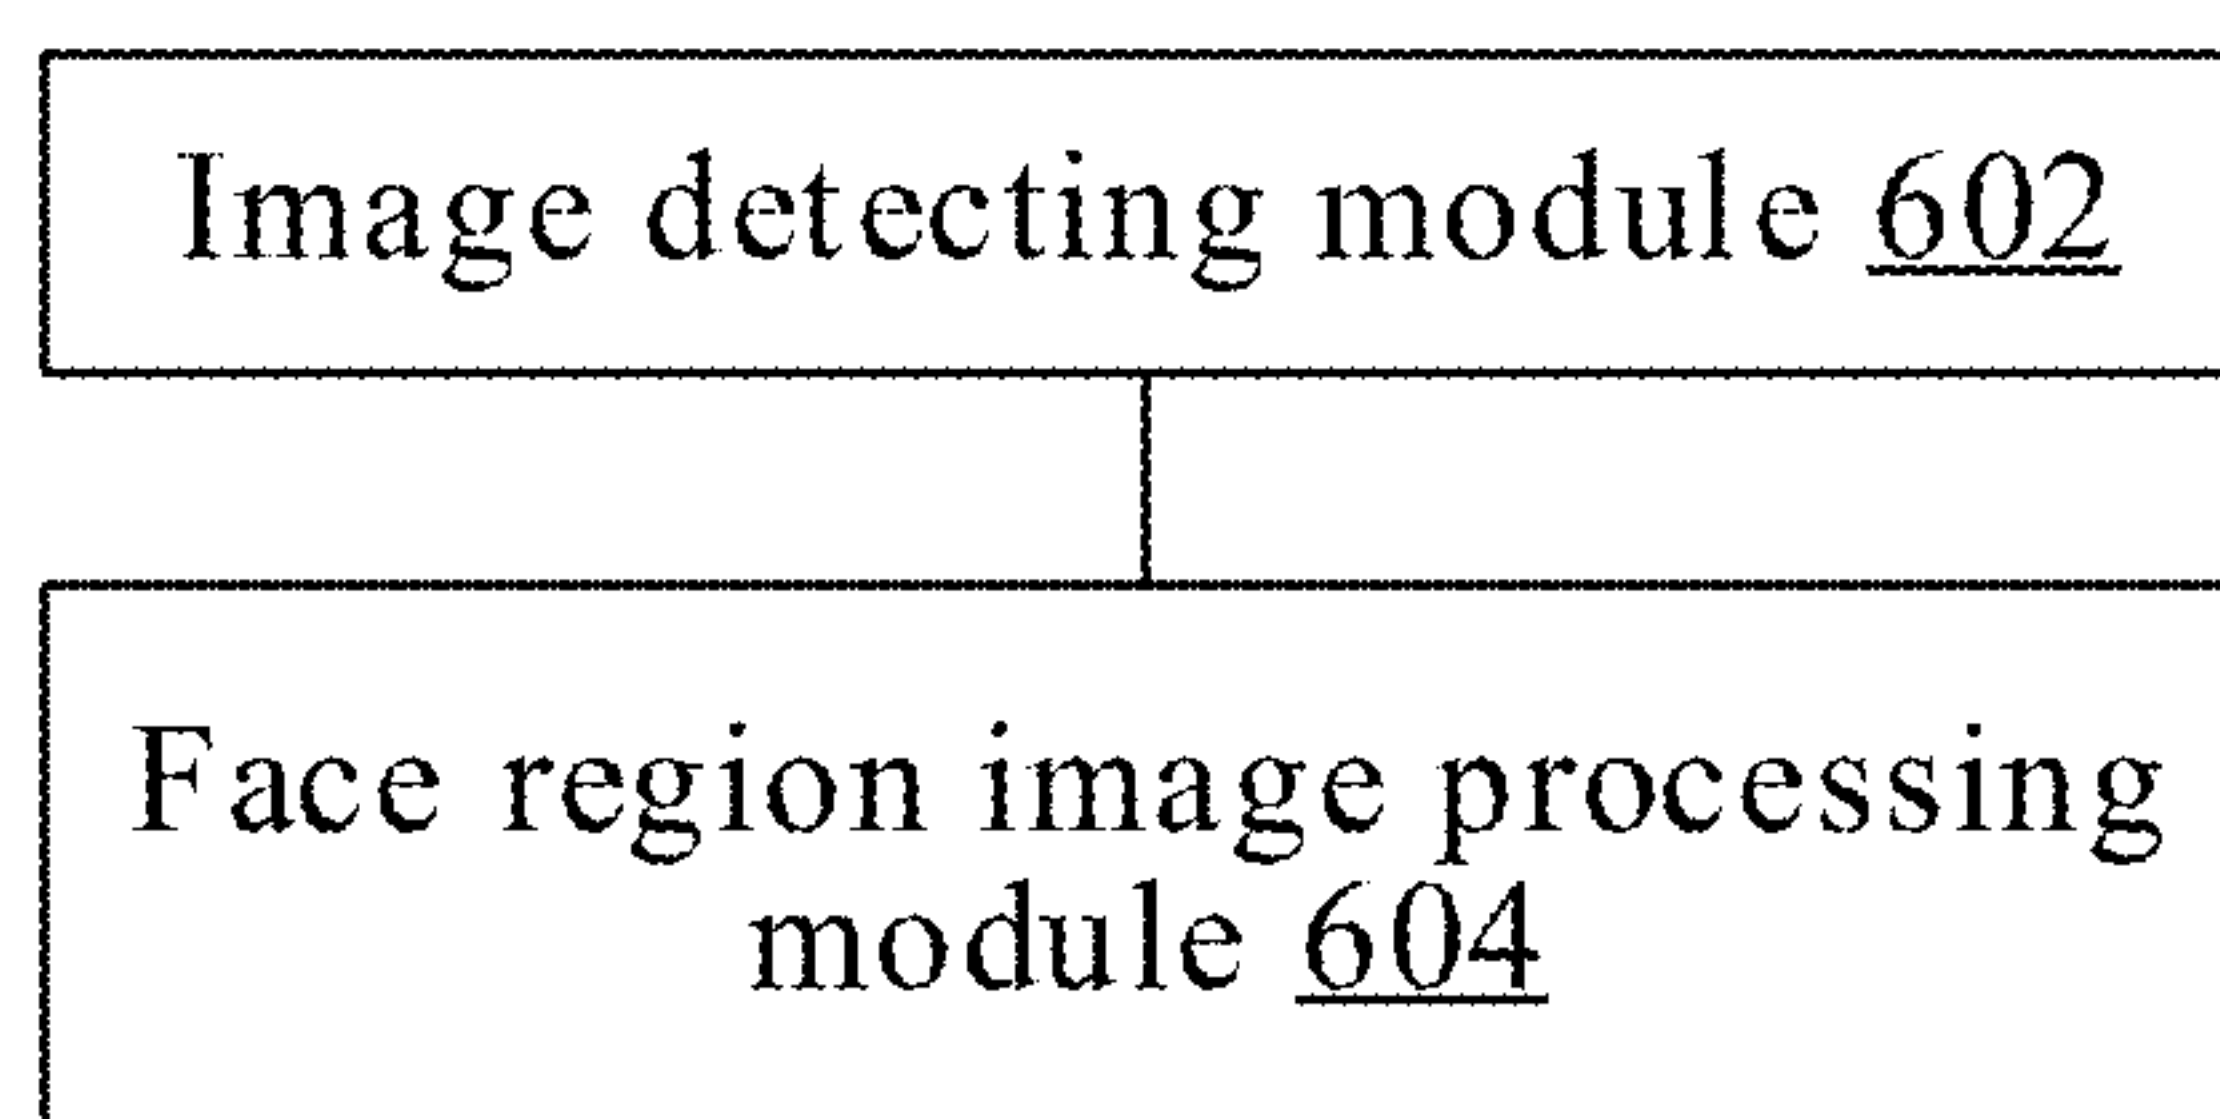 Image detecting module 602
Face region image processing
module 604